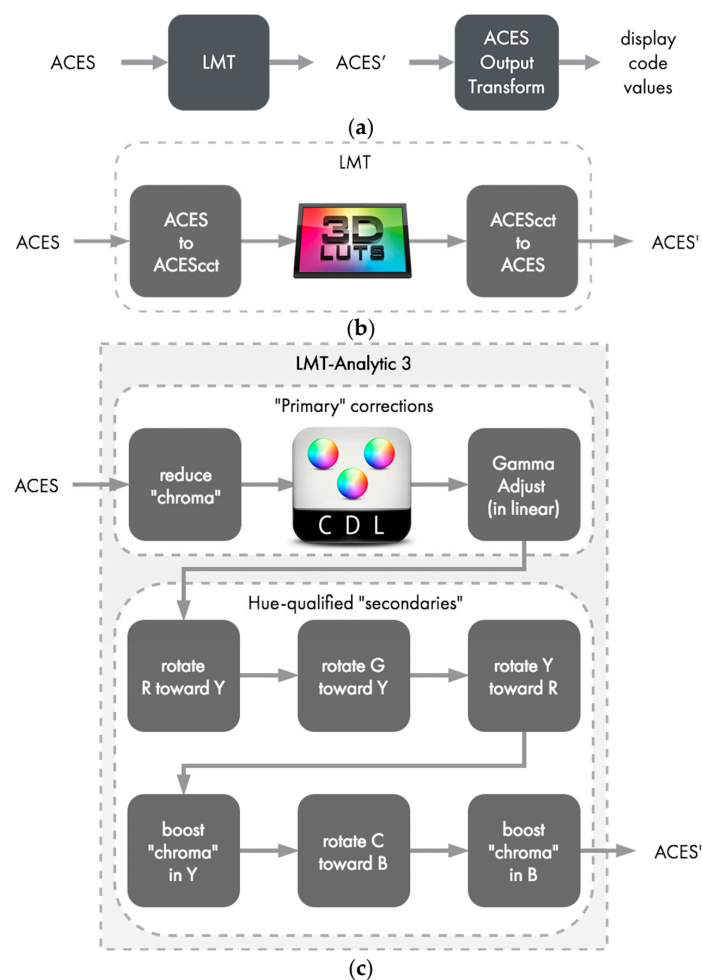 ACES
LMT
ACES’
ACES
Output
Transform
display
code
values
(a)
LMT
ACES
ACES
to
ACEScct
3D
LUTS
ACEScct
to
ACES
ACES'
(b)
LMT-Analytic 3
"Primary" corrections
ACES
reduce
"chroma"
CDL
Gamma
Adjust
(in linear)
Hue-qualified "secondaries"
rotate
R toward Y
rotate G
toward Y
rotate Y
toward R
boost
"chroma"
in Y
rotate C
toward B
boost
"chroma"
in B
ACES'
(c)